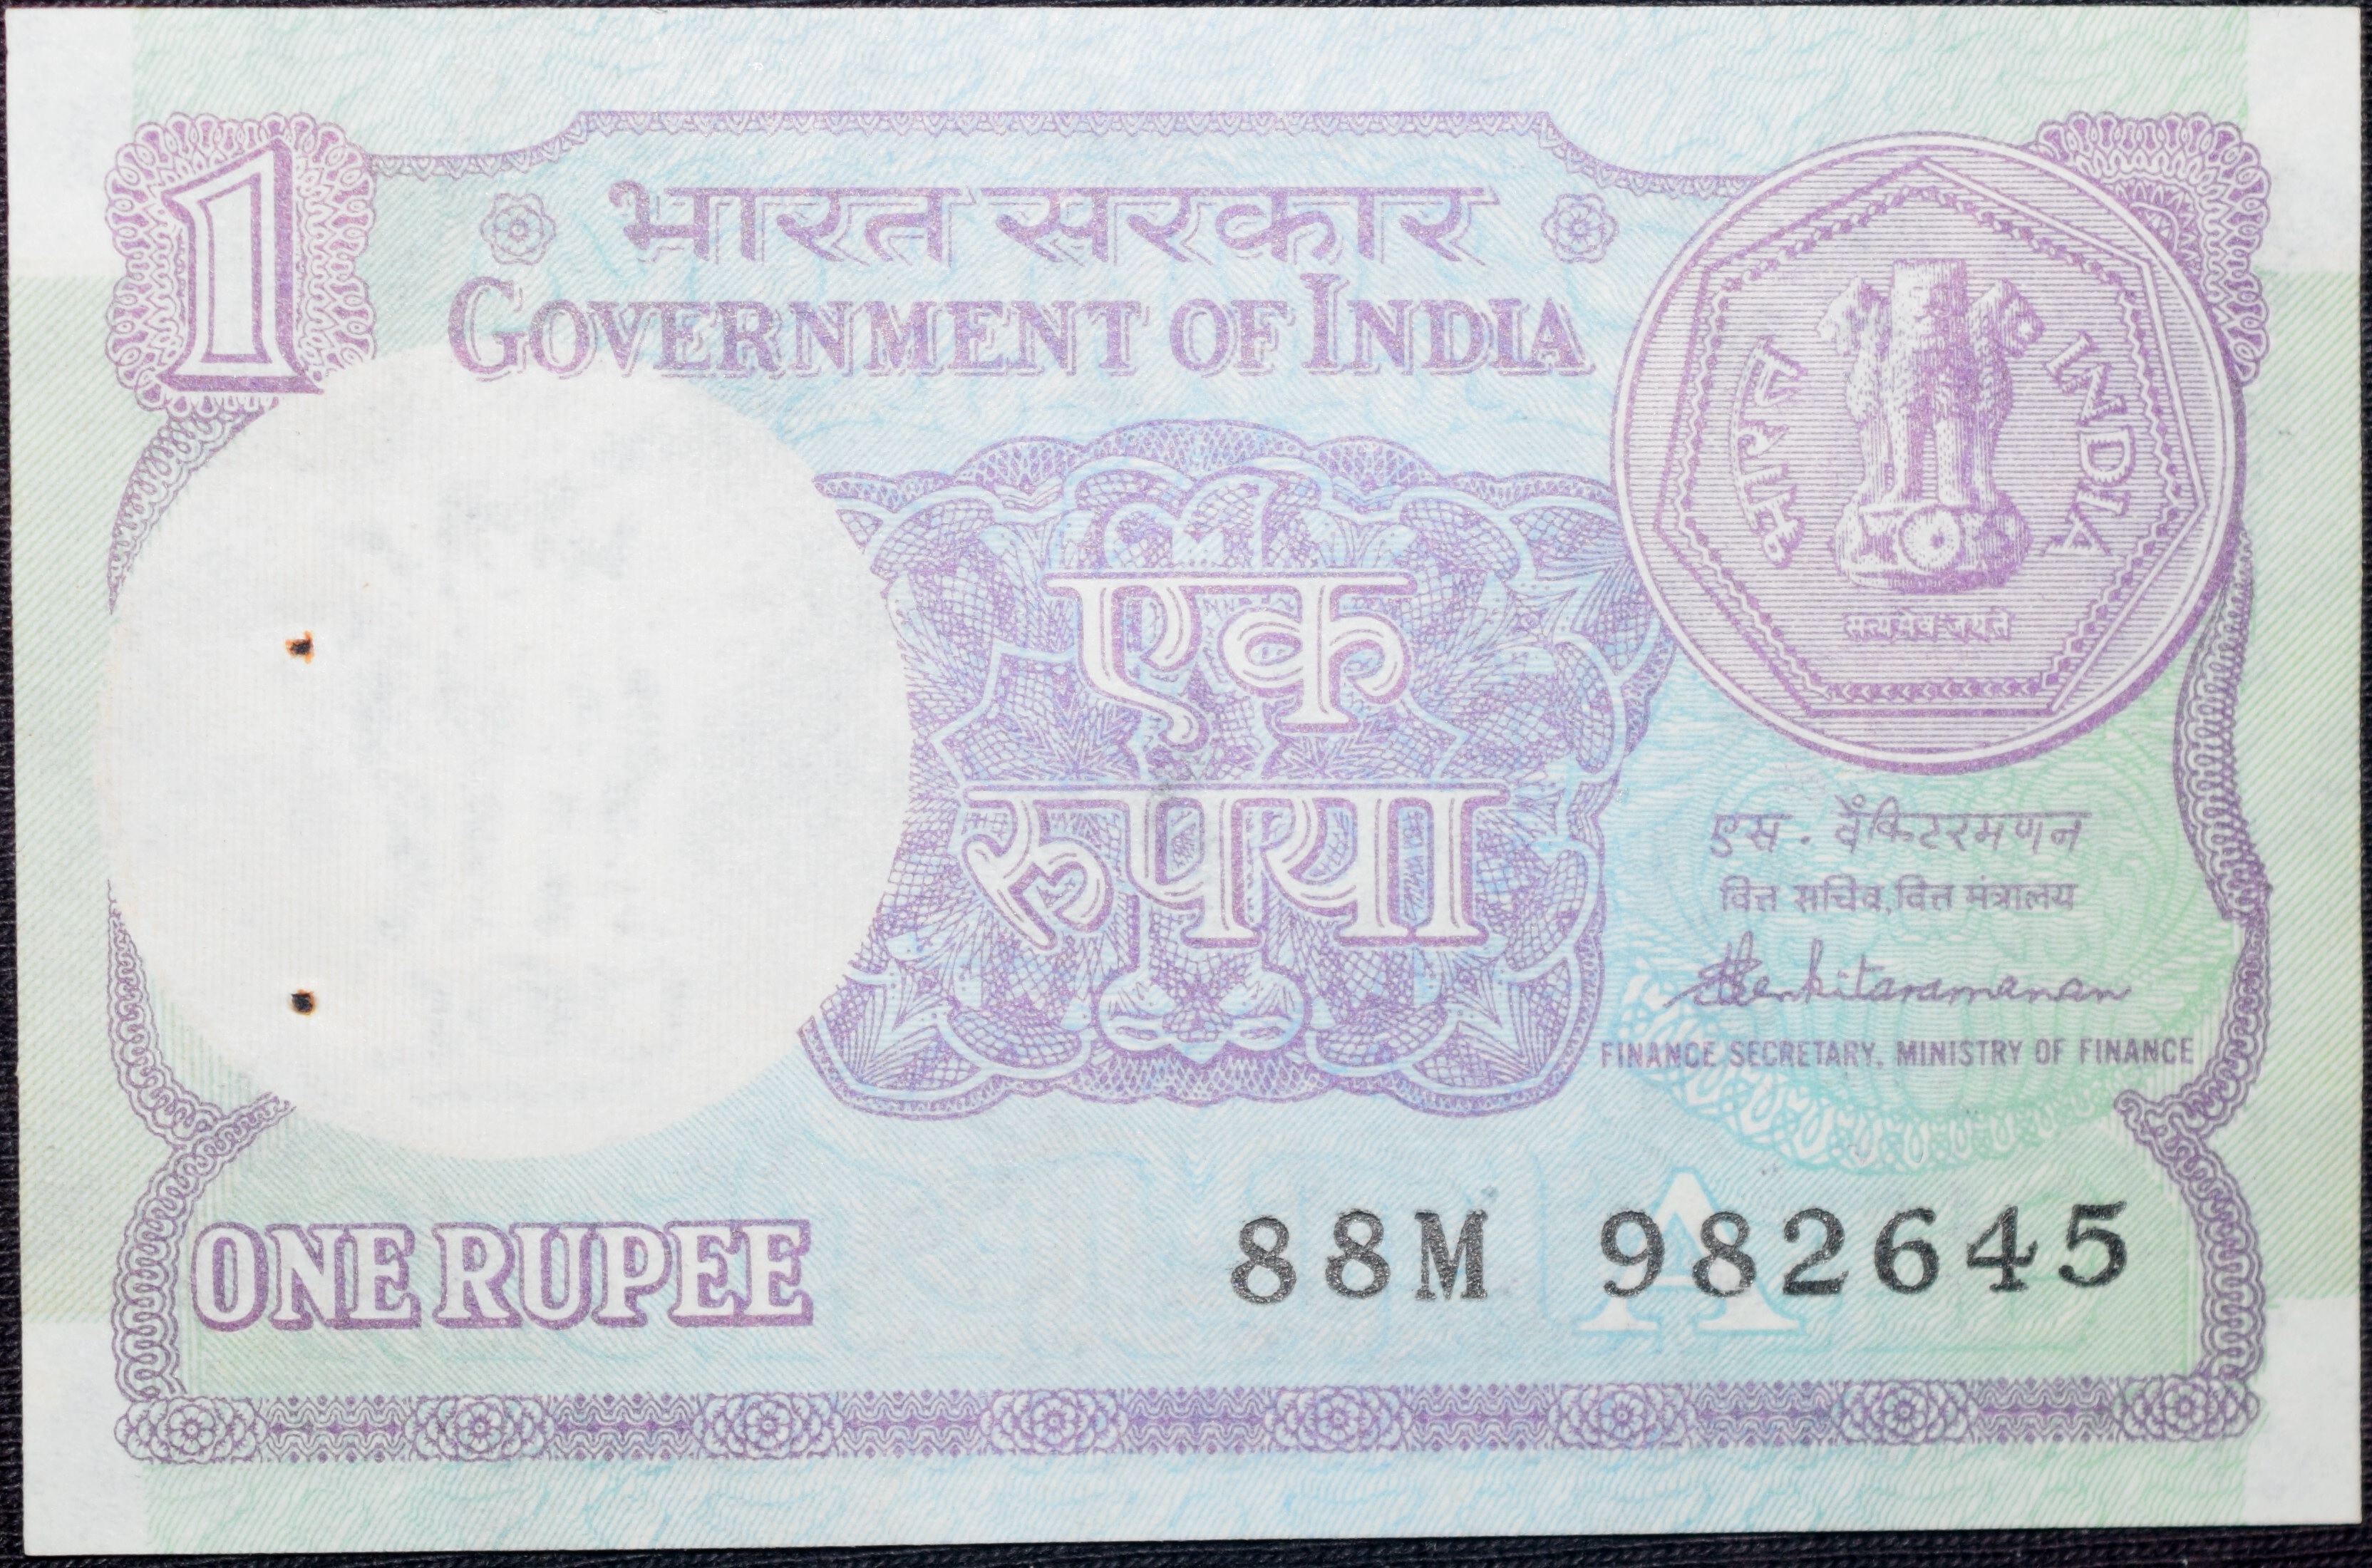 1
भारत सरकार
GOVERNMENT OF INDIA
भारत
INDIA
सत्यमेव जयते
एक
रुपया
एस. वेंकिटरमणन
वित्त सचिव, वित्त मंत्रालय
SVenkitaramanan
FINANCE SECRETARY, MINISTRY OF FINANCE
ONE RUPEE
88M 982645
A